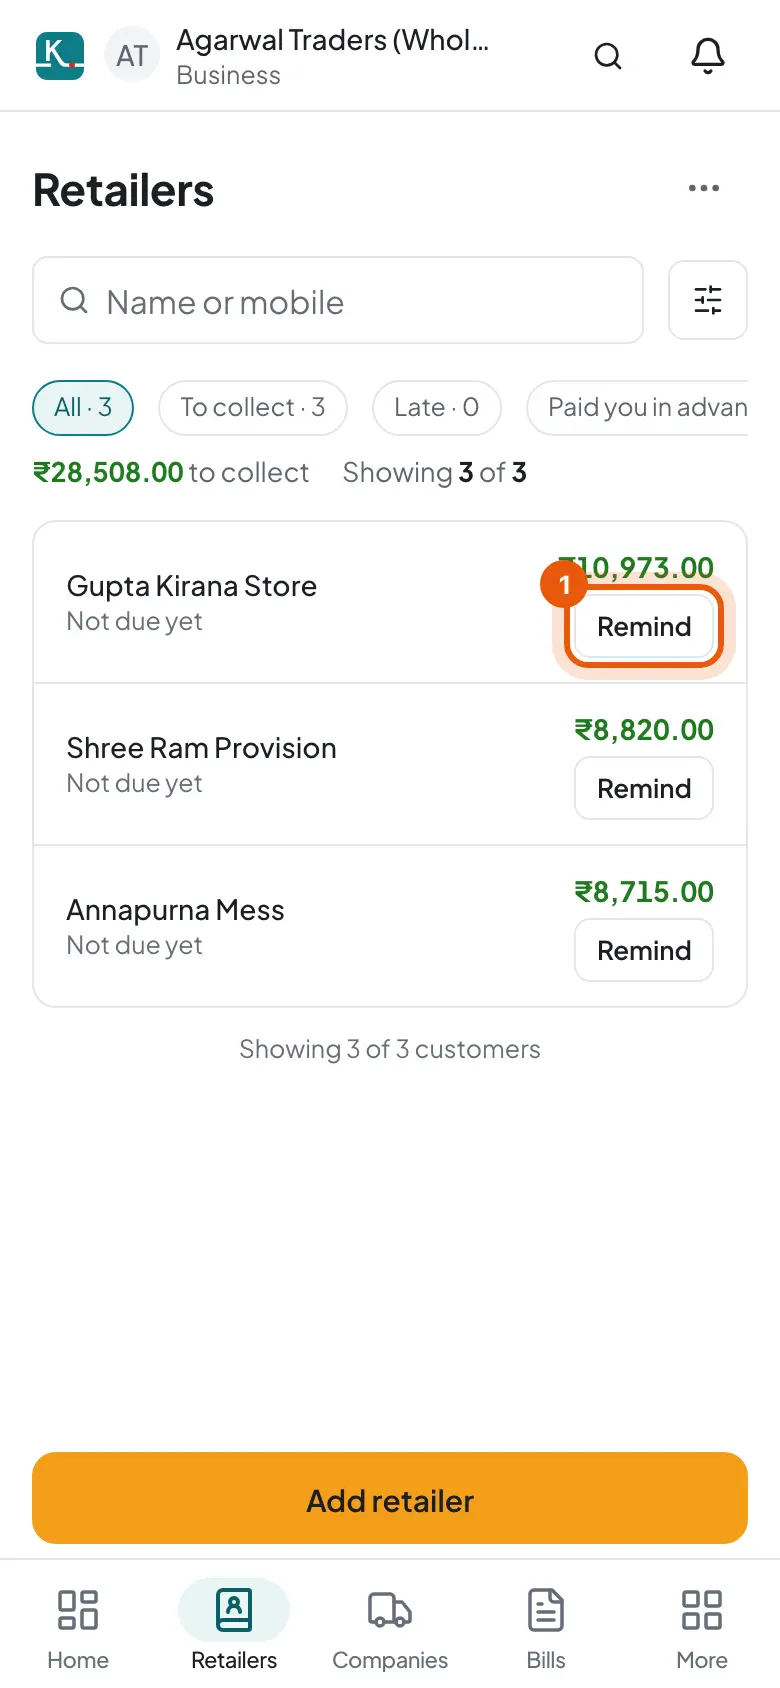 K.
AT
Agarwal Traders (Whol...
Business
Retailers
Name or mobile
All · 3
To collect · 3
Late · 0
Paid you in advan
₹28,508.00 to collect
Showing 3 of 3
Gupta Kirana Store
Not due yet
₹10,973.00
1
Remind
Shree Ram Provision
Not due yet
₹8,820.00
Remind
Annapurna Mess
Not due yet
₹8,715.00
Remind
Showing 3 of 3 customers
Add retailer
Home
Retailers
Companies
Bills
More